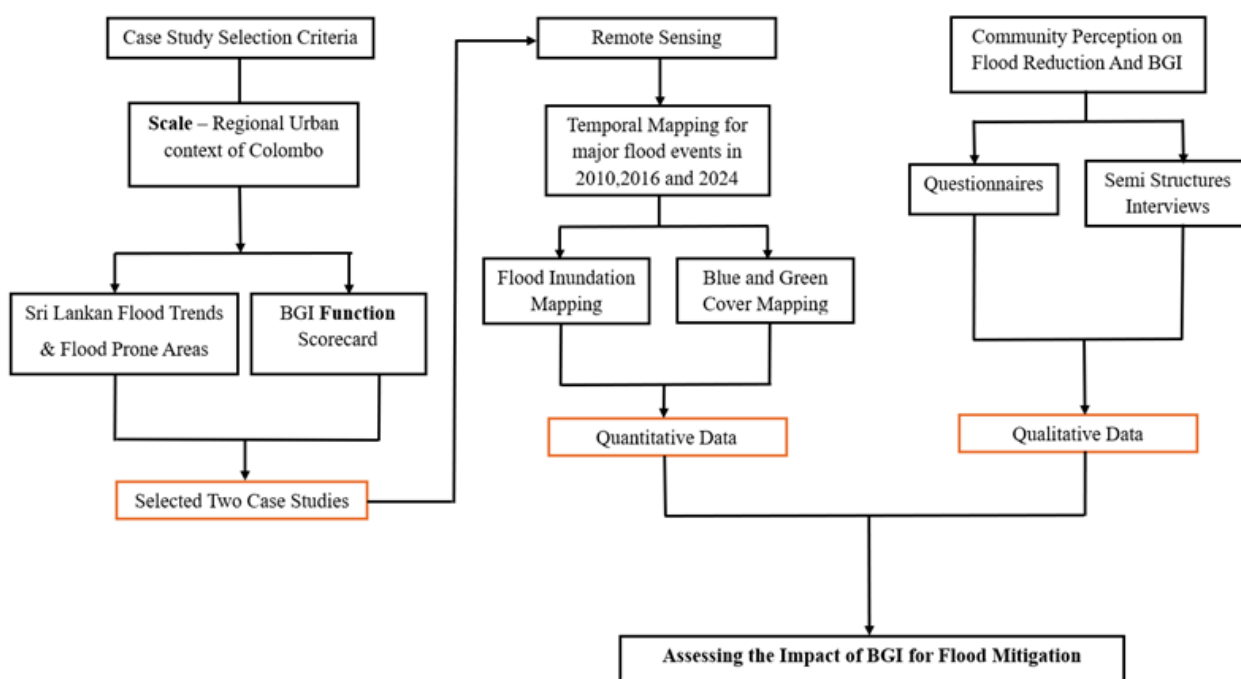 Case Study Selection Criteria
Scale – Regional Urban
context of Colombo
Sri Lankan Flood Trends
& Flood Prone Areas
BGI Function
Scorecard
Selected Two Case Studies
Remote Sensing
Temporal Mapping for
major flood events in
2010,2016 and 2024
Flood Inundation
Mapping
Blue and Green
Cover Mapping
Quantitative Data
Community Perception on
Flood Reduction And BGI
Questionnaires
Semi Structures
Interviews
Qualitative Data
Assessing the Impact of BGI for Flood Mitigation